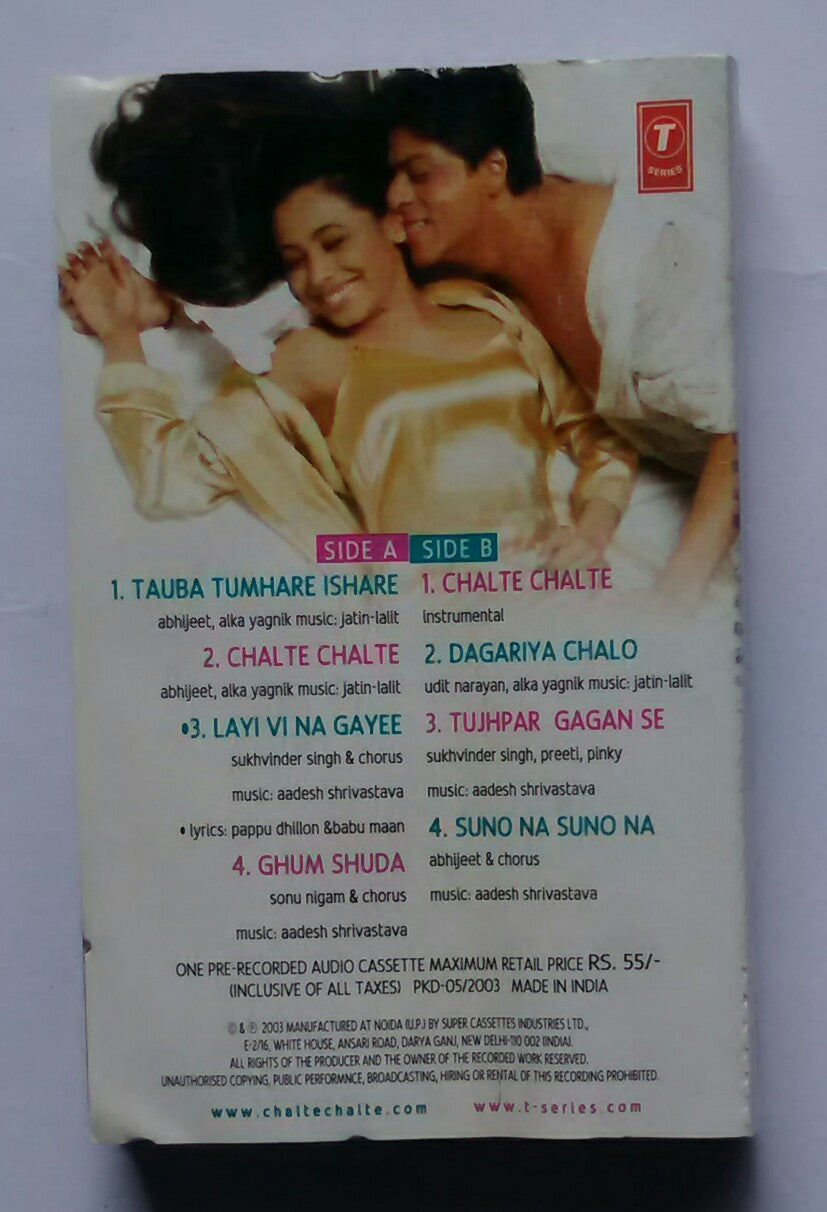 T
SERIES
SIDE A
1. TAUBA TUMHARE ISHARE
abhijeet, alka yagnik music: jatin-lalit
2. CHALTE CHALTE
abhijeet, alka yagnik music: jatin-lalit
•3. LAYI VI NA GAYEE
sukhvinder singh & chorus
music: aadesh shrivastava
• lyrics: pappu dhillon &babu maan
4. GHUM SHUDA
sonu nigam & chorus
music: aadesh shrivastava
SIDE B
1. CHALTE CHALTE
instrumental
2. DAGARIYA CHALO
udit narayan, alka yagnik music: jatin-lalit
3. TUJHPAR GAGAN SE
sukhvinder singh, preeti, pinky
music: aadesh shrivastava
4. SUNO NA SUNO NA
abhijeet & chorus
music: aadesh shrivastava
ONE PRE-RECORDED AUDIO CASSETTE MAXIMUM RETAIL PRICE RS. 55/-
(INCLUSIVE OF ALL TAXES) PKD-05/2003 MADE IN INDIA
© & ℗ 2003 MANUFACTURED AT NOIDA (U.P.) BY SUPER CASSETTES INDUSTRIES LTD.,
E-2/16, WHITE HOUSE, ANSARI ROAD, DARYA GANJ, NEW DELHI-110 002 (INDIA).
ALL RIGHTS OF THE PRODUCER AND THE OWNER OF THE RECORDED WORK RESERVED.
UNAUTHORISED COPYING, PUBLIC PERFORMNCE, BROADCASTING, HIRING OR RENTAL OF THIS RECORDING PROHIBITED.
www.chaltechalte.com www.t-series.com